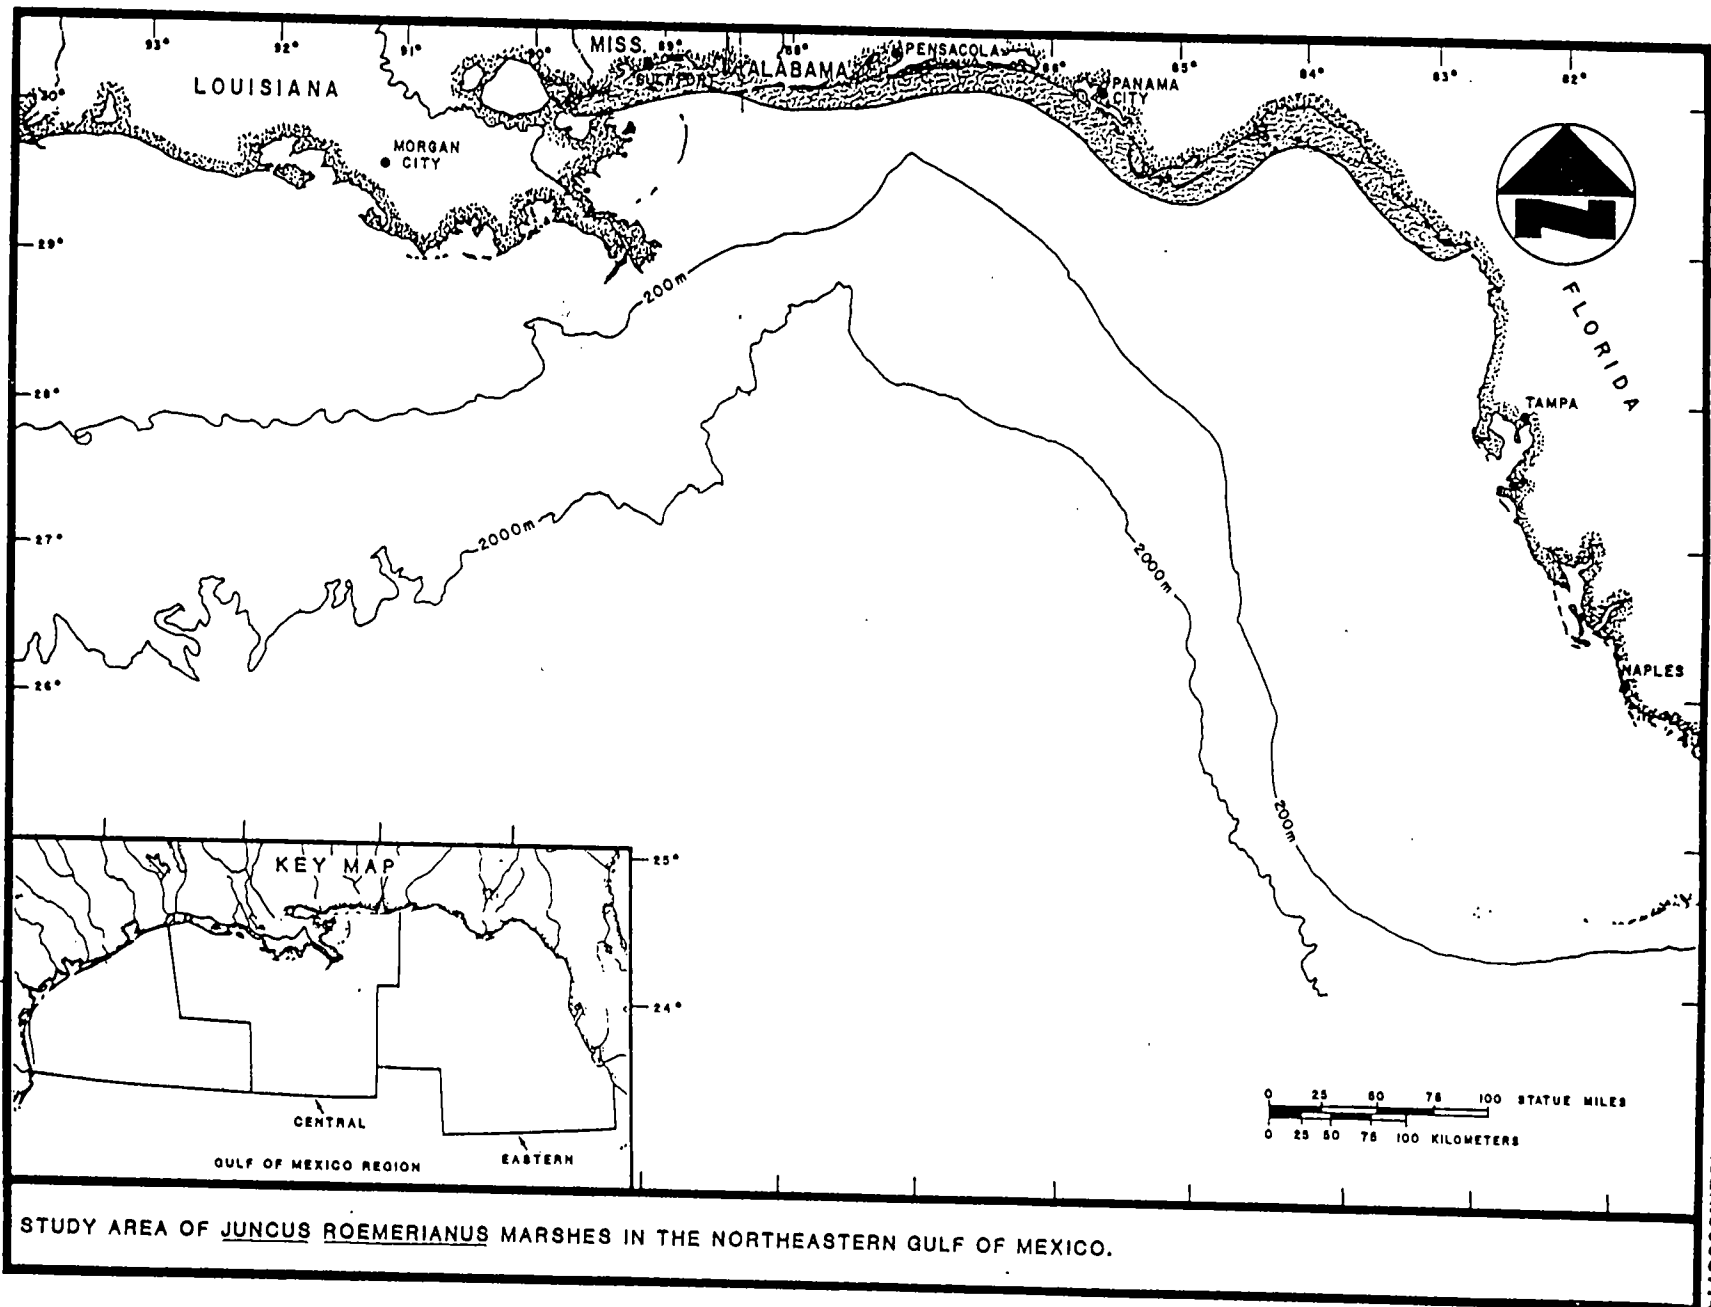 93° 92° 91° 90° MISS. 89° 88° PENSACOLA
LOUISIANA GULFPORT ALABAMA 86° 85° 84° 83° 82°
30° PANAMA
CITY
MORGAN
CITY
29°
200m
FLORIDA
28° TAMPA
27° 2000m 2000m
26° NAPLES
200m
KEY MAP 25°
24°
CENTRAL
EASTERN
GULF OF MEXICO REGION
0 25 50 75 100 STATUE MILES
0 25 50 75 100 KILOMETERS
STUDY AREA OF JUNCUS ROEMERIANUS MARSHES IN THE NORTHEASTERN GULF OF MEXICO.